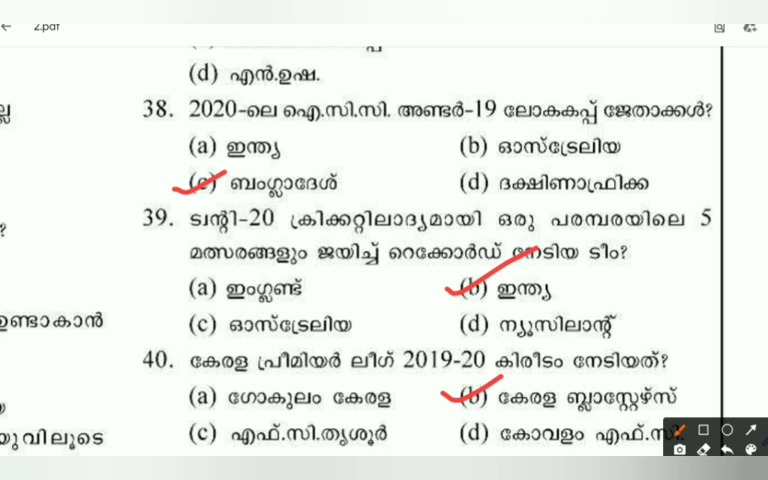 2.pdf
(d) എൻ.ഉഷ.
38. 2020-ലെ ഐ.സി.സി. അണ്ടർ-19 ലോകകപ്പ് ജേതാക്കൾ?
(a) ഇന്ത്യ (b) ഓസ്ട്രേലിയ
(c) ബംഗ്ലാദേശ് (d) ദക്ഷിണാഫ്രിക്ക
39. ട്വന്റി-20 ക്രിക്കറ്റിലാദ്യമായി ഒരു പരമ്പരയിലെ 5
മത്സരങ്ങളും ജയിച്ച് റെക്കോർഡ് നേടിയ ടീം?
(a) ഇംഗ്ലണ്ട് (b) ഇന്ത്യ
ഉണ്ടാകാൻ (c) ഓസ്ട്രേലിയ (d) ന്യൂസിലാന്റ്
40. കേരള പ്രീമിയർ ലീഗ് 2019-20 കിരീടം നേടിയത്?
(a) ഗോകുലം കേരള (b) കേരള ബ്ലാസ്റ്റേഴ്സ്
യുവിലൂടെ (c) എഫ്.സി.തൃശൂർ (d) കോവളം എഫ്.സി.